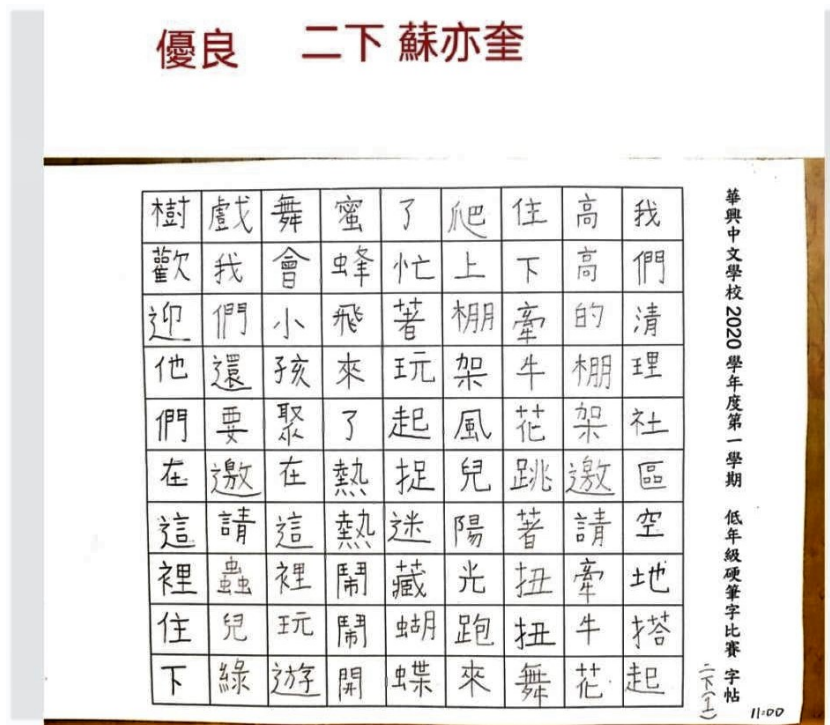 優良 二下 蘇亦奎
華興中文學校 2020 學年度第一學期 低年級硬筆字比賽 字帖
二下(1)
11:00
我們清理社區空地搭起
高高的棚架邀請牽牛花
住下牽牛花跳著扭扭舞
爬上棚架風兒陽光跑來
了忙著玩起捉迷藏蝴蝶
蜜蜂飛來了熱熱鬧鬧開
舞會小孩聚在這裡玩遊
戲我們還要邀請蟲兒綠
樹歡迎他們在這裡住下